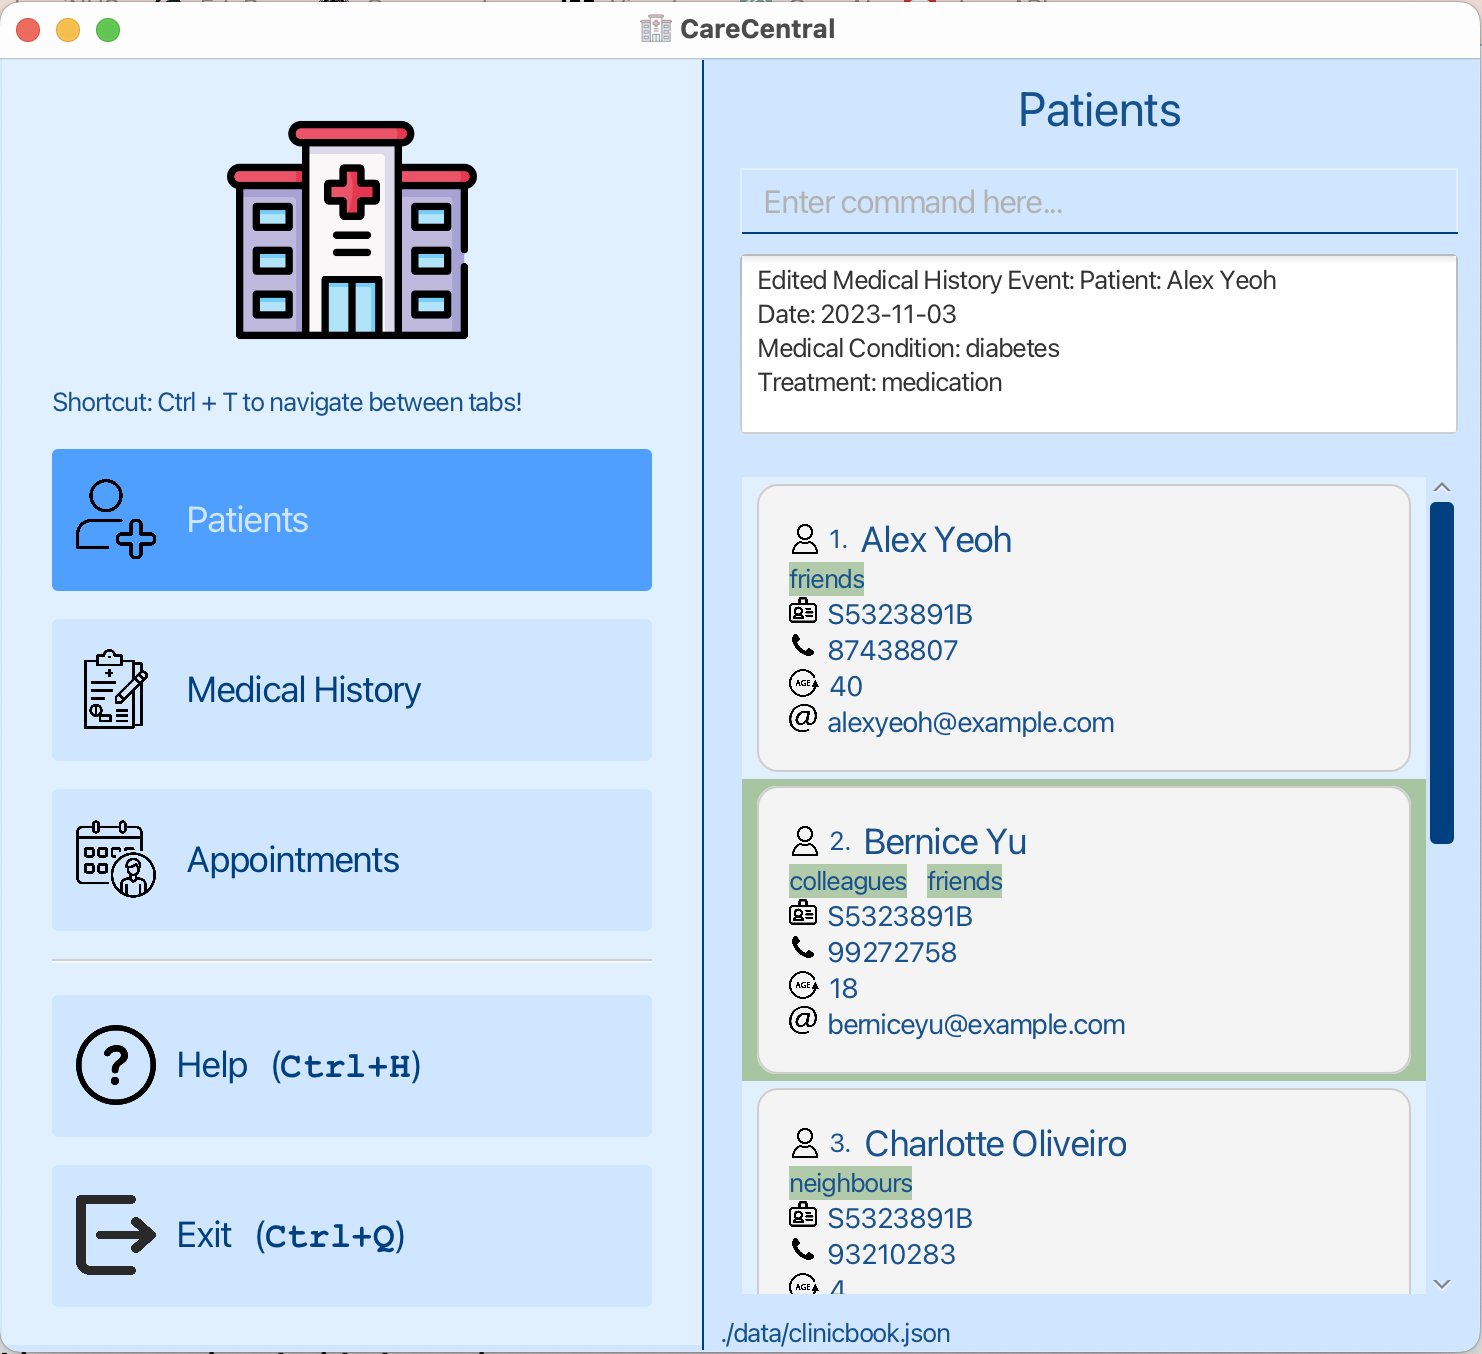 CareCentral
Shortcut: Ctrl + T to navigate between tabs!
Patients
Medical History
Appointments
Help (Ctrl+H)
Exit (Ctrl+Q)
Patients
Enter command here...
Edited Medical History Event: Patient: Alex Yeoh
Date: 2023-11-03
Medical Condition: diabetes
Treatment: medication
1. Alex Yeoh
friends
S5323891B
87438807
AGE 40
alexyeoh@example.com
2. Bernice Yu
colleagues friends
S5323891B
99272758
AGE 18
berniceyu@example.com
3. Charlotte Oliveiro
neighbours
S5323891B
93210283
AGE 4
./data/clinicbook.json